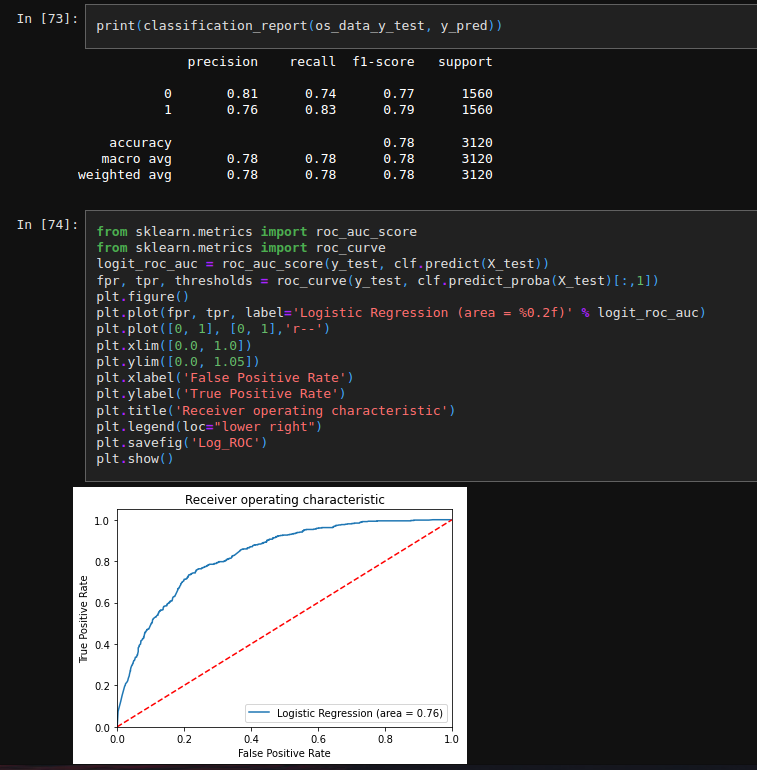 In [73]: print(classification_report(os_data_y_test, y_pred))
precision recall f1-score support
0 0.81 0.74 0.77 1560
1 0.76 0.83 0.79 1560
accuracy 0.78 3120
macro avg 0.78 0.78 0.78 3120
weighted avg 0.78 0.78 0.78 3120
In [74]: from sklearn.metrics import roc_auc_score
from sklearn.metrics import roc_curve
logit_roc_auc = roc_auc_score(y_test, clf.predict(X_test))
fpr, tpr, thresholds = roc_curve(y_test, clf.predict_proba(X_test)[:,1])
plt.figure()
plt.plot(fpr, tpr, label='Logistic Regression (area = %0.2f)' % logit_roc_auc)
plt.plot([0, 1], [0, 1],'r--')
plt.xlim([0.0, 1.0])
plt.ylim([0.0, 1.05])
plt.xlabel('False Positive Rate')
plt.ylabel('True Positive Rate')
plt.title('Receiver operating characteristic')
plt.legend(loc="lower right")
plt.savefig('Log_ROC')
plt.show()
Receiver operating characteristic
True Positive Rate
1.0
0.8
0.6
0.4
0.2
0.0
Logistic Regression (area = 0.76)
0.0 0.2 0.4 0.6 0.8 1.0
False Positive Rate